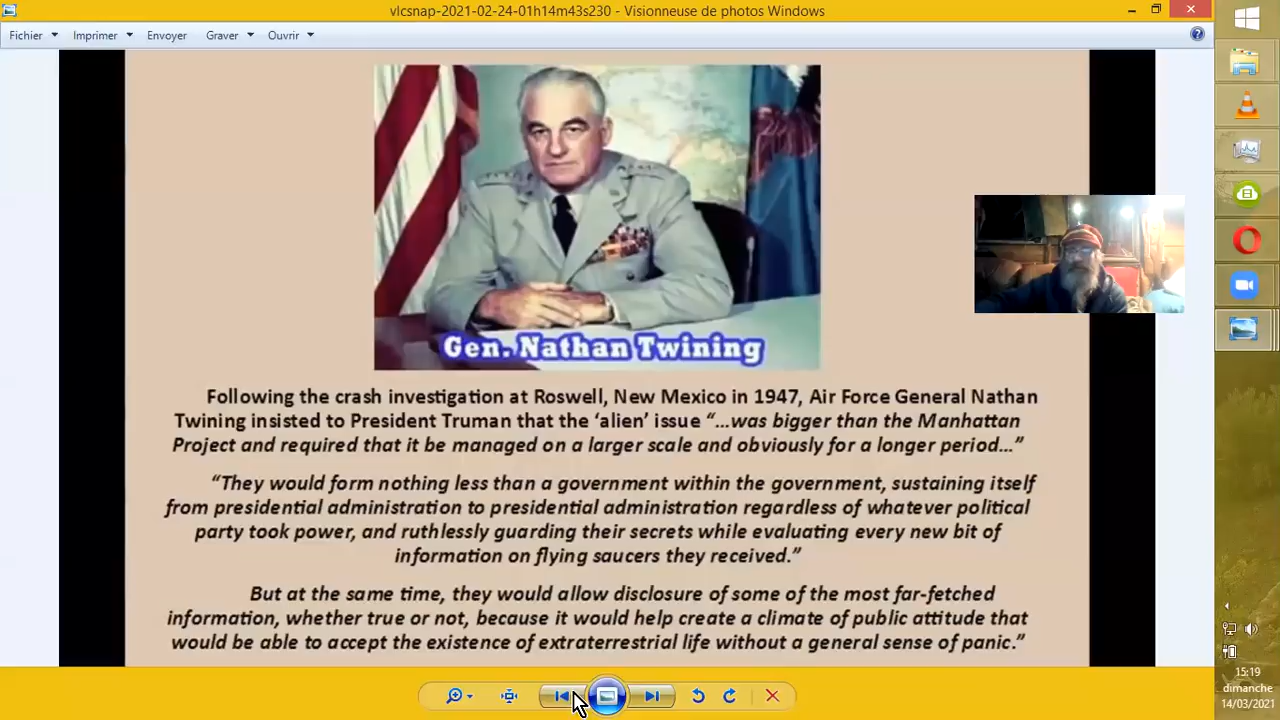 vlcsnap-2021-02-24-01h14m43s230 - Visionneuse de photos Windows
Fichier Imprimer Envoyer Graver Ouvrir
Gen. Nathan Twining
Following the crash investigation at Roswell, New Mexico in 1947, Air Force General Nathan
Twining insisted to President Truman that the ‘alien’ issue “…was bigger than the Manhattan
Project and required that it be managed on a larger scale and obviously for a longer period…”
“They would form nothing less than a government within the government, sustaining itself
from presidential administration to presidential administration regardless of whatever political
party took power, and ruthlessly guarding their secrets while evaluating every new bit of
information on flying saucers they received.”
But at the same time, they would allow disclosure of some of the most far-fetched
information, whether true or not, because it would help create a climate of public attitude that
would be able to accept the existence of extraterrestrial life without a general sense of panic.”
15:19
dimanche
14/03/2021